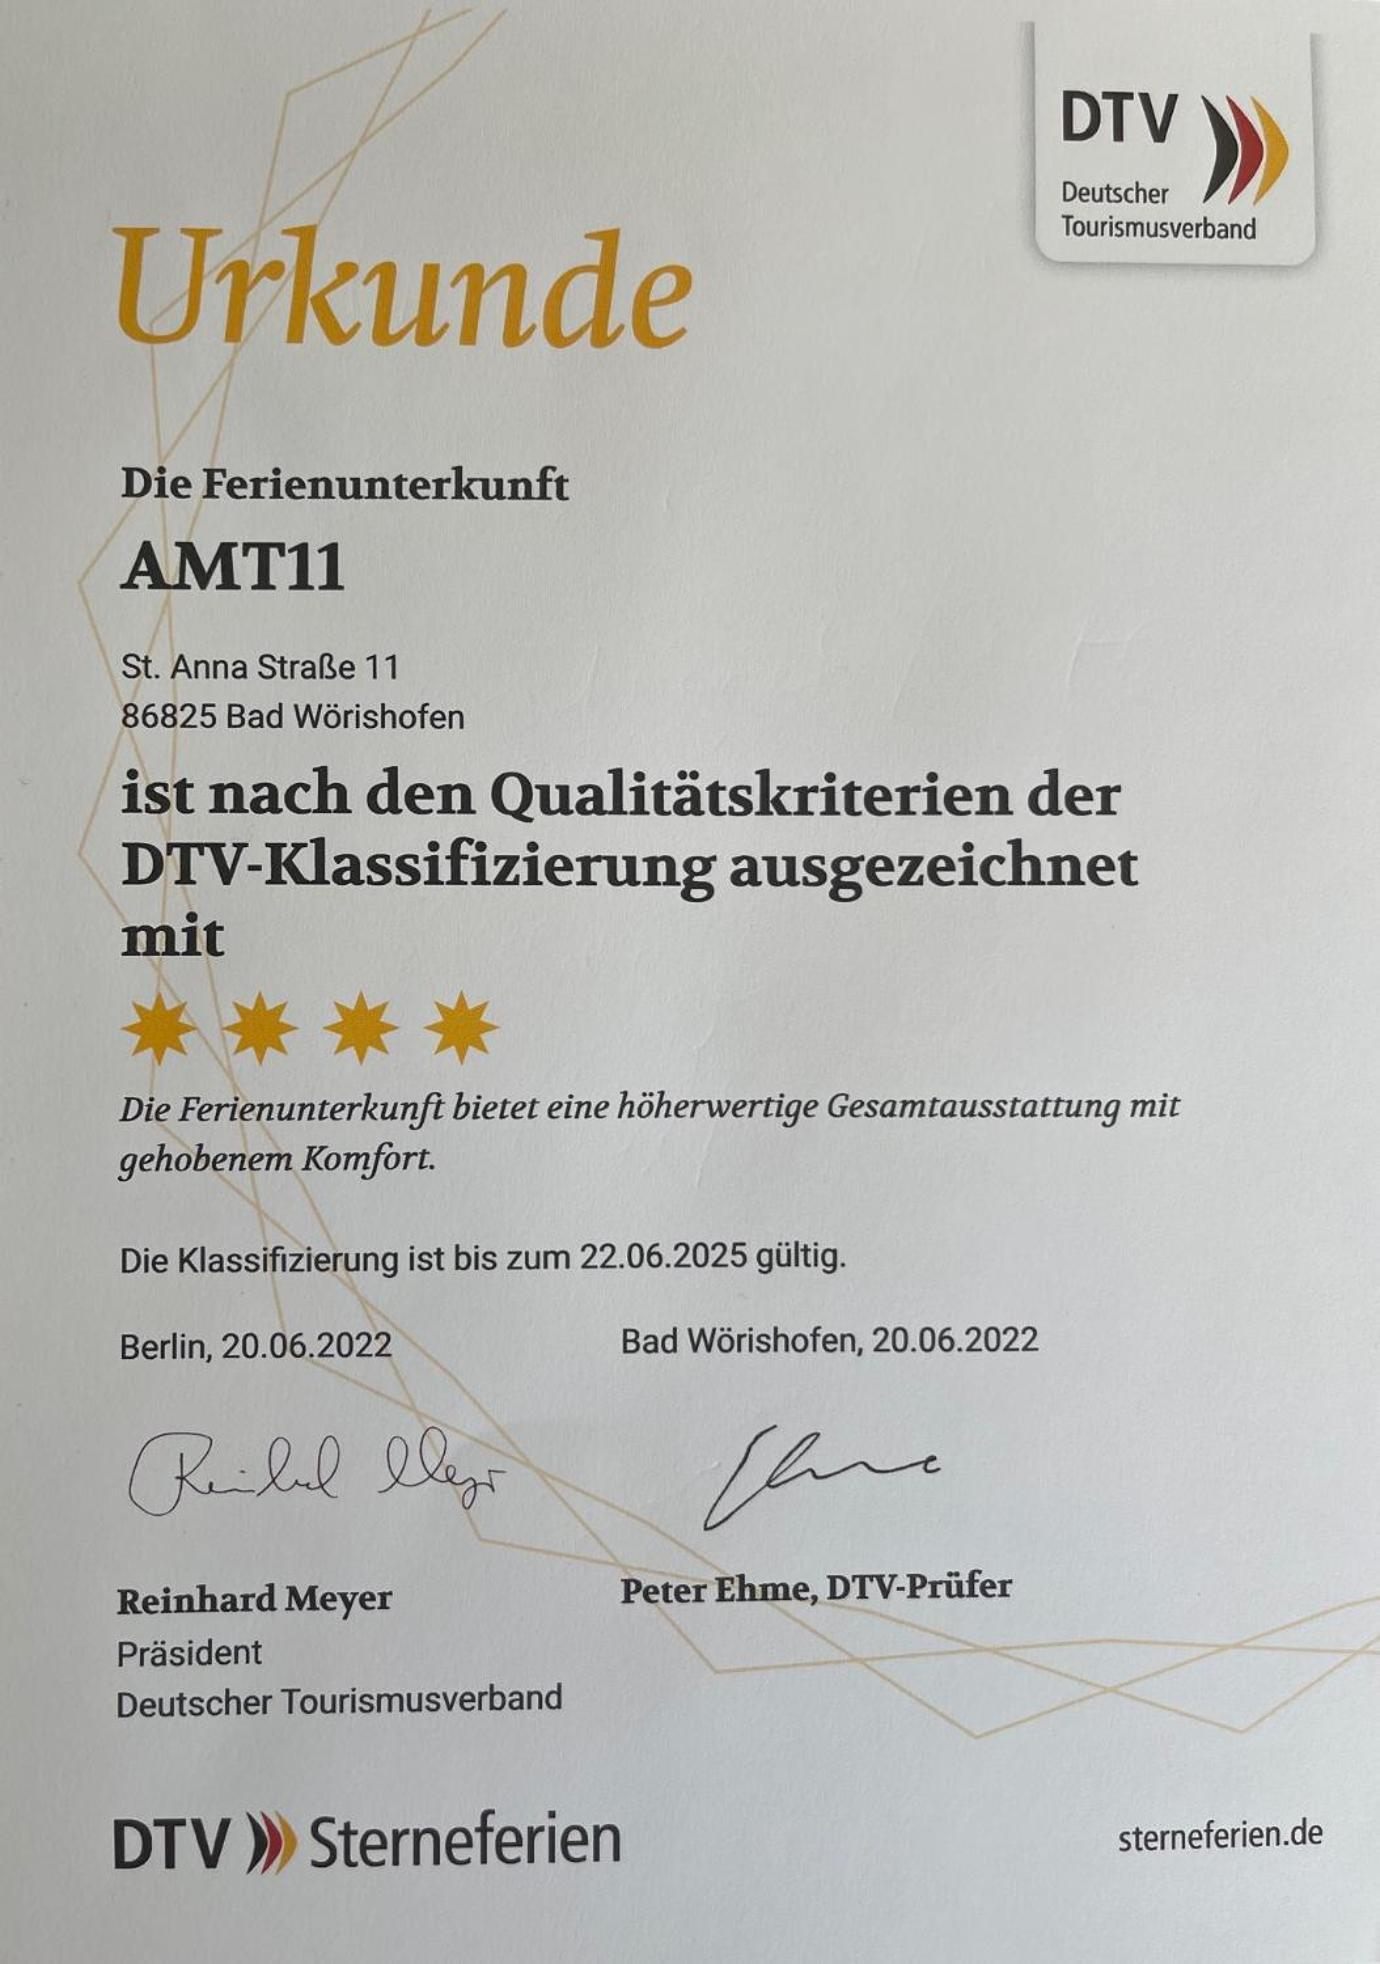 DTV
Deutscher
Tourismusverband
Urkunde
Die Ferienunterkunft
AMT11
St. Anna Straße 11
86825 Bad Wörishofen
ist nach den Qualitätskriterien der
DTV-Klassifizierung ausgezeichnet
mit
Die Ferienunterkunft bietet eine höherwertige Gesamtausstattung mit
gehobenem Komfort.
Die Klassifizierung ist bis zum 22.06.2025 gültig.
Berlin, 20.06.2022
Bad Wörishofen, 20.06.2022
Reinhard Meyer
Ehme
Reinhard Meyer
Präsident
Deutscher Tourismusverband
Peter Ehme, DTV-Prüfer
DTV Sterneferien
sterneferien.de